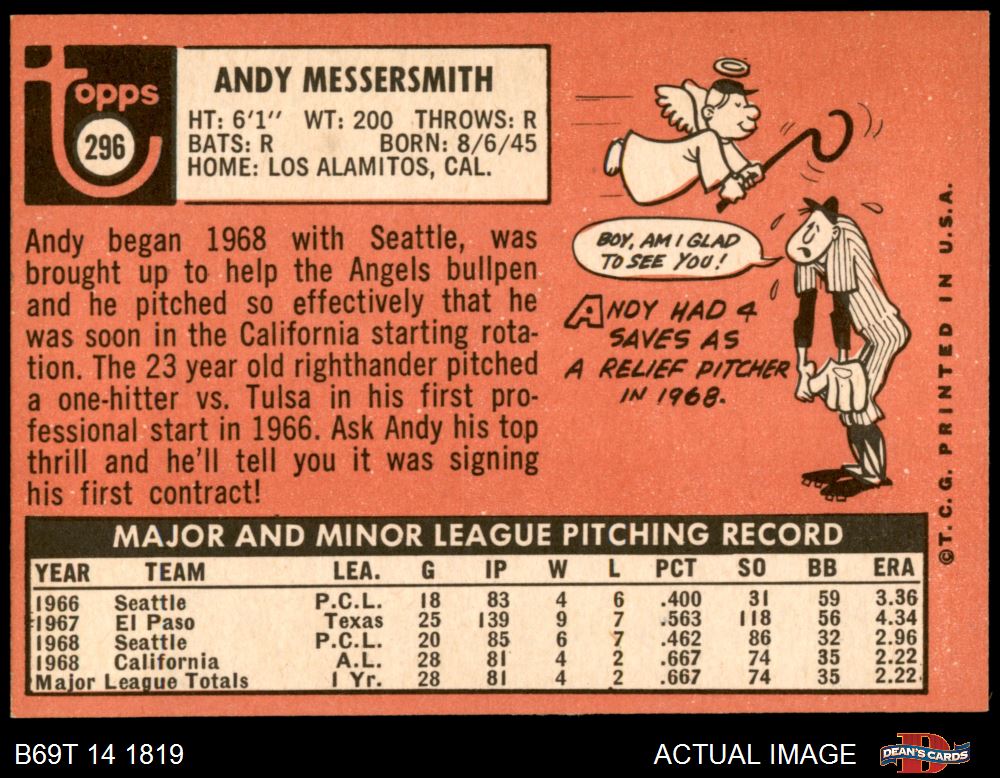 topps
296
ANDY MESSERSMITH
HT: 6'1" WT: 200 THROWS: R
BATS: R BORN: 8/6/45
HOME: LOS ALAMITOS, CAL.
Andy began 1968 with Seattle, was
brought up to help the Angels bullpen
and he pitched so effectively that he
was soon in the California starting rota-
tion. The 23 year old righthander pitched
a one-hitter vs. Tulsa in his first pro-
fessional start in 1966. Ask Andy his top
thrill and he'll tell you it was signing
his first contract!
BOY, AM I GLAD
TO SEE YOU!
ANDY HAD 4
SAVES AS
A RELIEF PITCHER
IN 1968.
©T. C. G. PRINTED IN U.S.A.
MAJOR AND MINOR LEAGUE PITCHING RECORD
YEAR TEAM LEA. G IP W L PCT SO BB ERA
1966 Seattle P.C.L. 18 83 4 6 .400 31 59 3.36
1967 El Paso Texas 25 139 9 7 .563 118 56 4.34
1968 Seattle P.C.L. 20 85 6 7 .462 86 32 2.96
1968 California A.L. 28 81 4 2 .667 74 35 2.22
Major League Totals 1 Yr. 28 81 4 2 .667 74 35 2.22
B69T 14 1819
ACTUAL IMAGE
D
DEAN'S CARDS